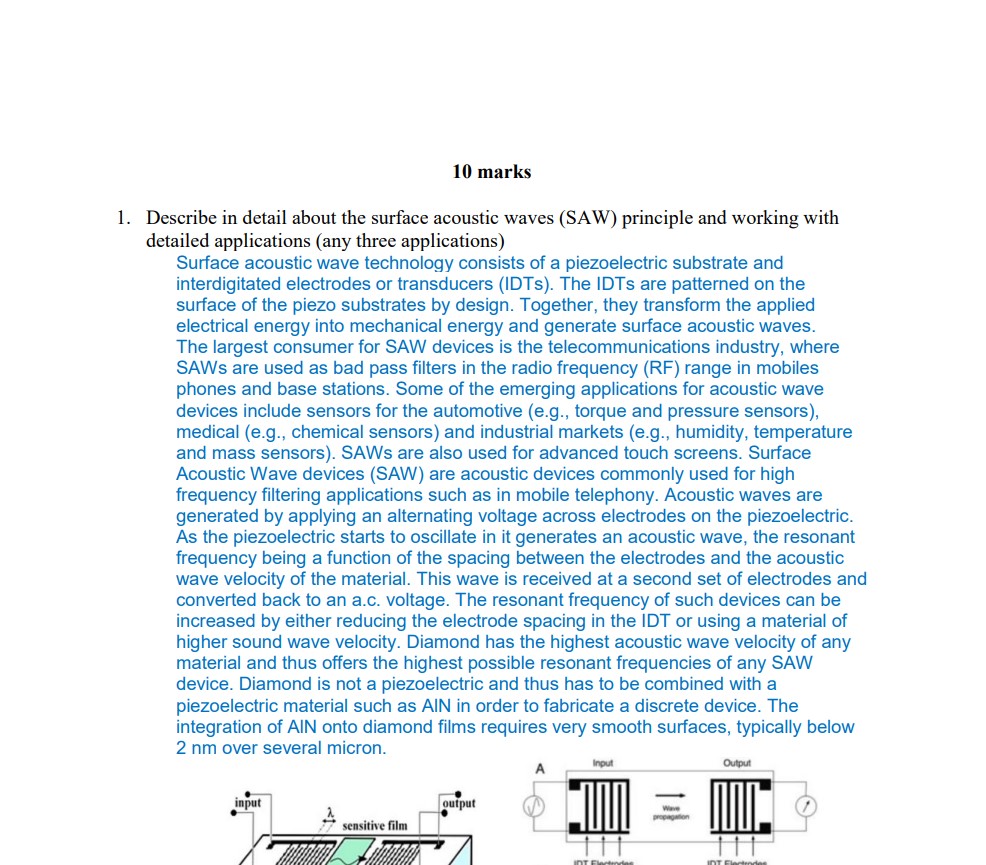 10 marks
1. Describe in detail about the surface acoustic waves (SAW) principle and working with
detailed applications (any three applications)
Surface acoustic wave technology consists of a piezoelectric substrate and
interdigitated electrodes or transducers (IDTs). The IDTs are patterned on the
surface of the piezo substrates by design. Together, they transform the applied
electrical energy into mechanical energy and generate surface acoustic waves.
The largest consumer for SAW devices is the telecommunications industry, where
SAWs are used as bad pass filters in the radio frequency (RF) range in mobiles
phones and base stations. Some of the emerging applications for acoustic wave
devices include sensors for the automotive (e.g., torque and pressure sensors),
medical (e.g., chemical sensors) and industrial markets (e.g., humidity, temperature
and mass sensors). SAWs are also used for advanced touch screens. Surface
Acoustic Wave devices (SAW) are acoustic devices commonly used for high
frequency filtering applications such as in mobile telephony. Acoustic waves are
generated by applying an alternating voltage across electrodes on the piezoelectric.
As the piezoelectric starts to oscillate in it generates an acoustic wave, the resonant
frequency being a function of the spacing between the electrodes and the acoustic
wave velocity of the material. This wave is received at a second set of electrodes and
converted back to an a.c. voltage. The resonant frequency of such devices can be
increased by either reducing the electrode spacing in the IDT or using a material of
higher sound wave velocity. Diamond has the highest acoustic wave velocity of any
material and thus offers the highest possible resonant frequencies of any SAW
device. Diamond is not a piezoelectric and thus has to be combined with a
piezoelectric material such as AlN in order to fabricate a discrete device. The
integration of AlN onto diamond films requires very smooth surfaces, typically below
2 nm over several micron.
input
λ
sensitive film
output
A
Input
Output
Wave
propagation
IDT Electrodes
IDT Electrodes